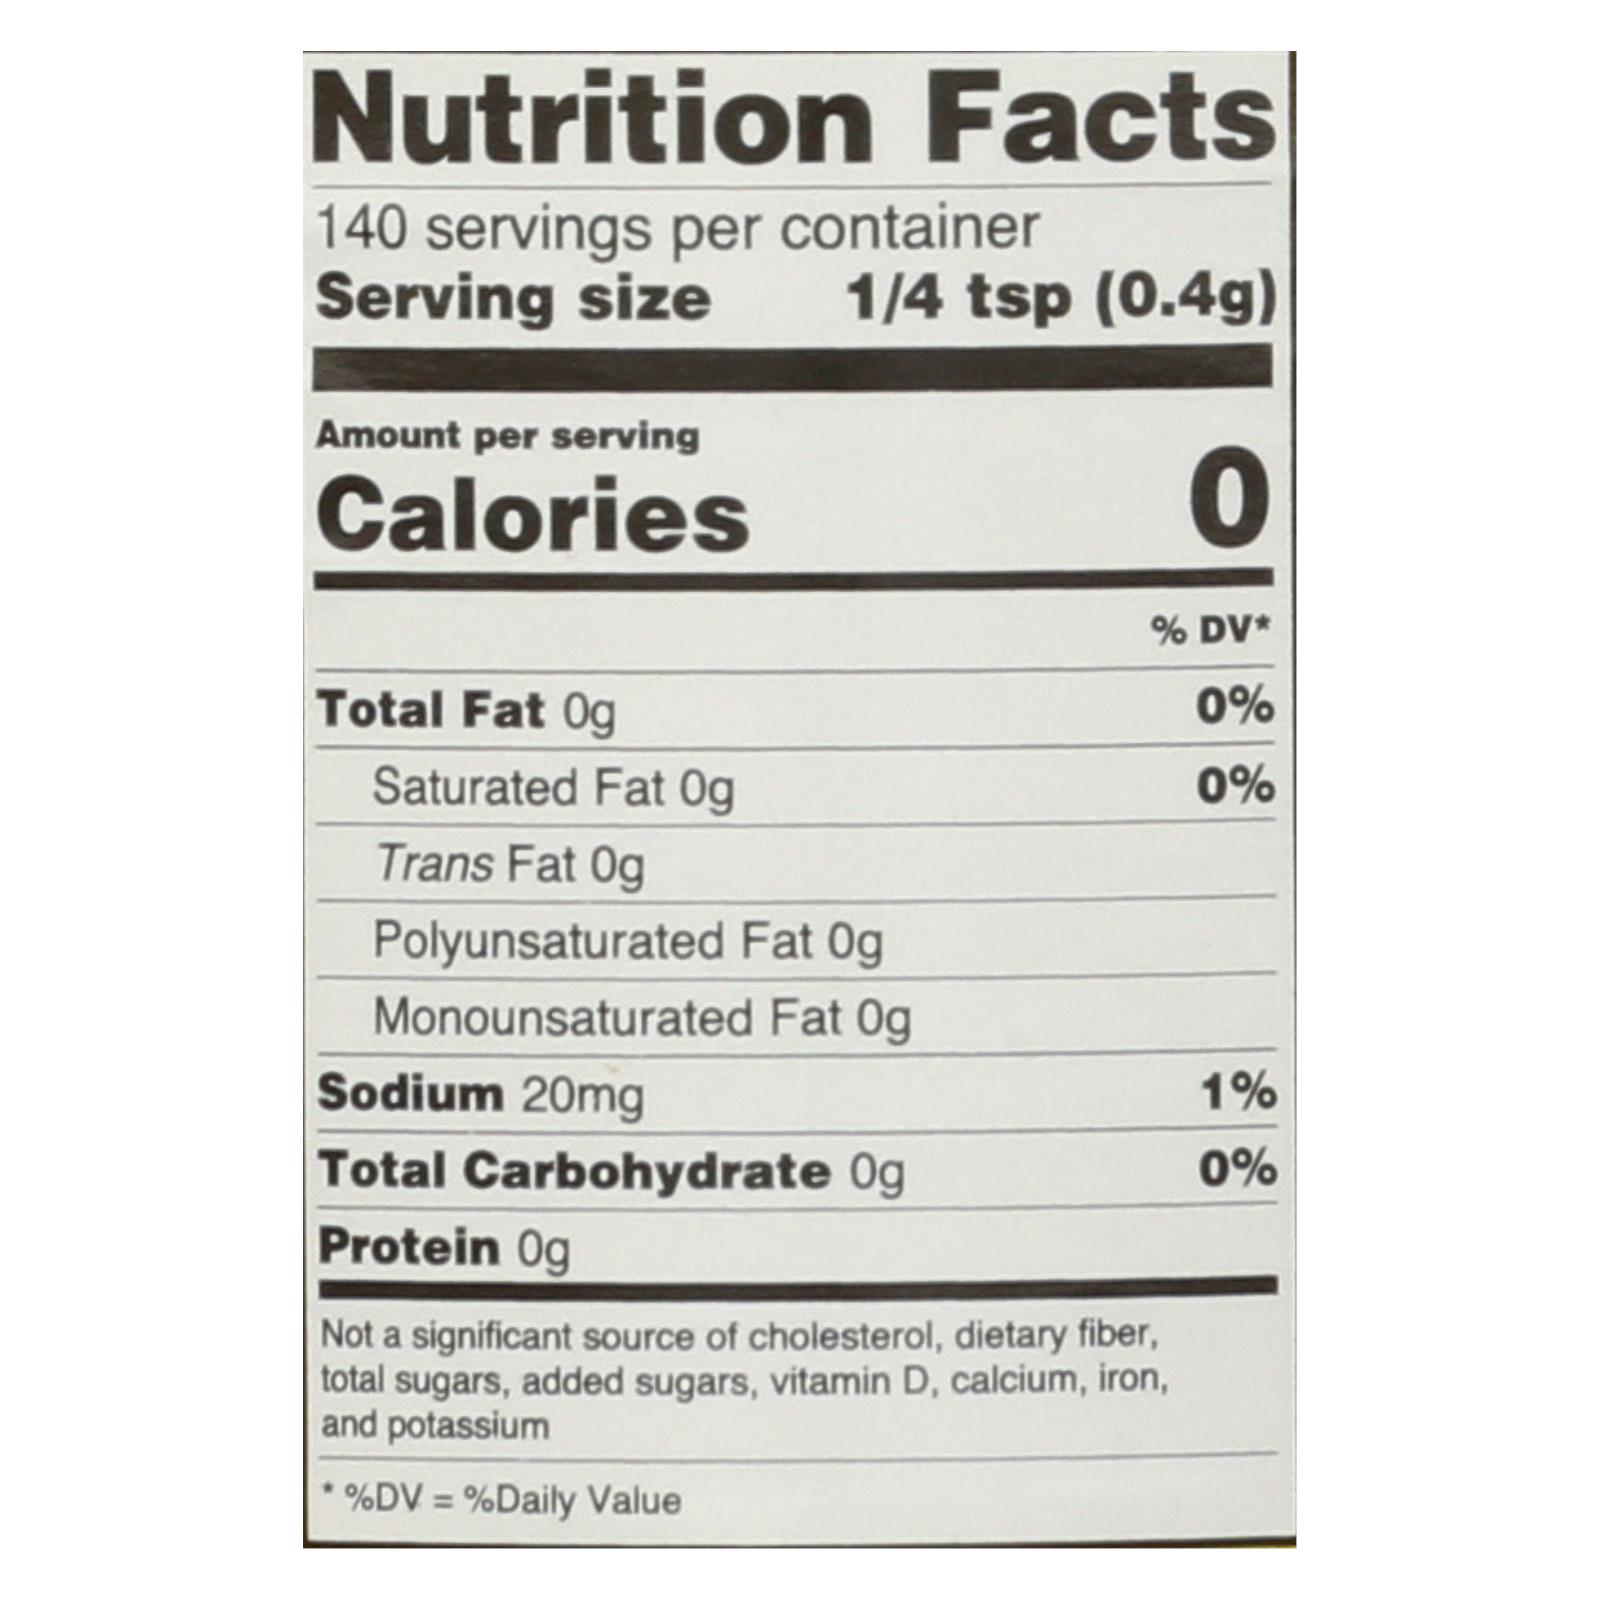 Nutrition Facts
140 servings per container
Serving size 1/4 tsp (0.4g)
Amount per serving
Calories 0
% DV*
Total Fat 0g 0%
Saturated Fat 0g 0%
Trans Fat 0g
Polyunsaturated Fat 0g
Monounsaturated Fat 0g
Sodium 20mg 1%
Total Carbohydrate 0g 0%
Protein 0g
Not a significant source of cholesterol, dietary fiber,
total sugars, added sugars, vitamin D, calcium, iron,
and potassium
* %DV = %Daily Value